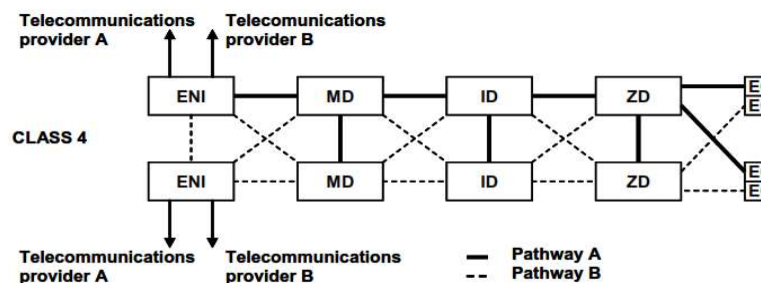 Telecommunications
provider A
Telecommunications
provider B
ENI
MD
ID
ZD
CLASS 4
ENI
MD
ID
ZD
Telecommunications
provider A
Telecommunications
provider B
Pathway A
Pathway B